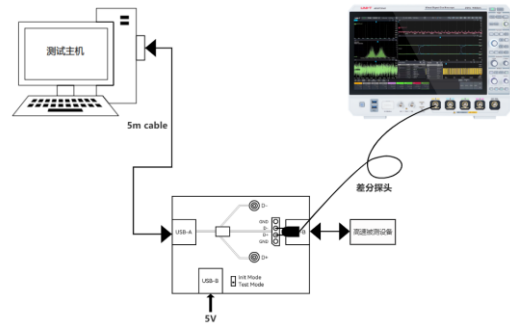 测试主机
UNI-T
5m cable
差分探头
D-
GND
D-
D+
GND
USB-A
高速被测设备
D+
USB-B
Init Mode
Test Mode
5V